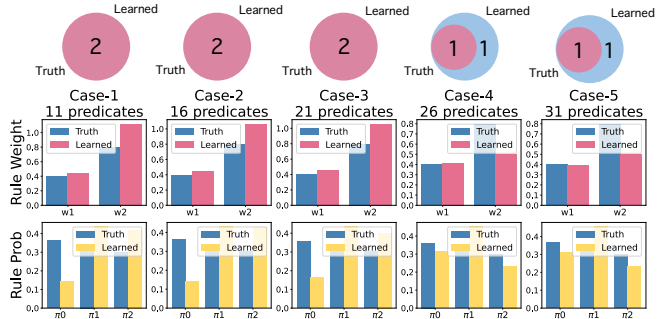 Learned Learned Learned Learned Learned
2 2 2 1 1 1 1
Truth Truth Truth Truth Truth
Case-1 Case-2 Case-3 Case-4 Case-5
11 predicates 16 predicates 21 predicates 26 predicates 31 predicates
Rule Weight
1.0 0.8 0.6 0.4 0.2 0.0
Truth
Learned
w1 w2
1.0 0.8 0.6 0.4 0.2 0.0
Truth
Learned
w1 w2
1.0 0.8 0.6 0.4 0.2 0.0
Truth
Learned
w1 w2
0.8 0.7 0.6 0.5 0.4 0.3 0.2 0.1 0.0
Truth
Learned
w1 w2
0.8 0.7 0.6 0.5 0.4 0.3 0.2 0.1 0.0
Truth
Learned
w1 w2
Rule Prob
0.4 0.3 0.2 0.1 0.0
Truth
Learned
π0 π1 π2
0.4 0.3 0.2 0.1 0.0
Truth
Learned
π0 π1 π2
0.4 0.3 0.2 0.1 0.0
Truth
Learned
π0 π1 π2
0.4 0.3 0.2 0.1 0.0
Truth
Learned
π0 π1 π2
0.4 0.3 0.2 0.1 0.0
Truth
Learned
π0 π1 π2